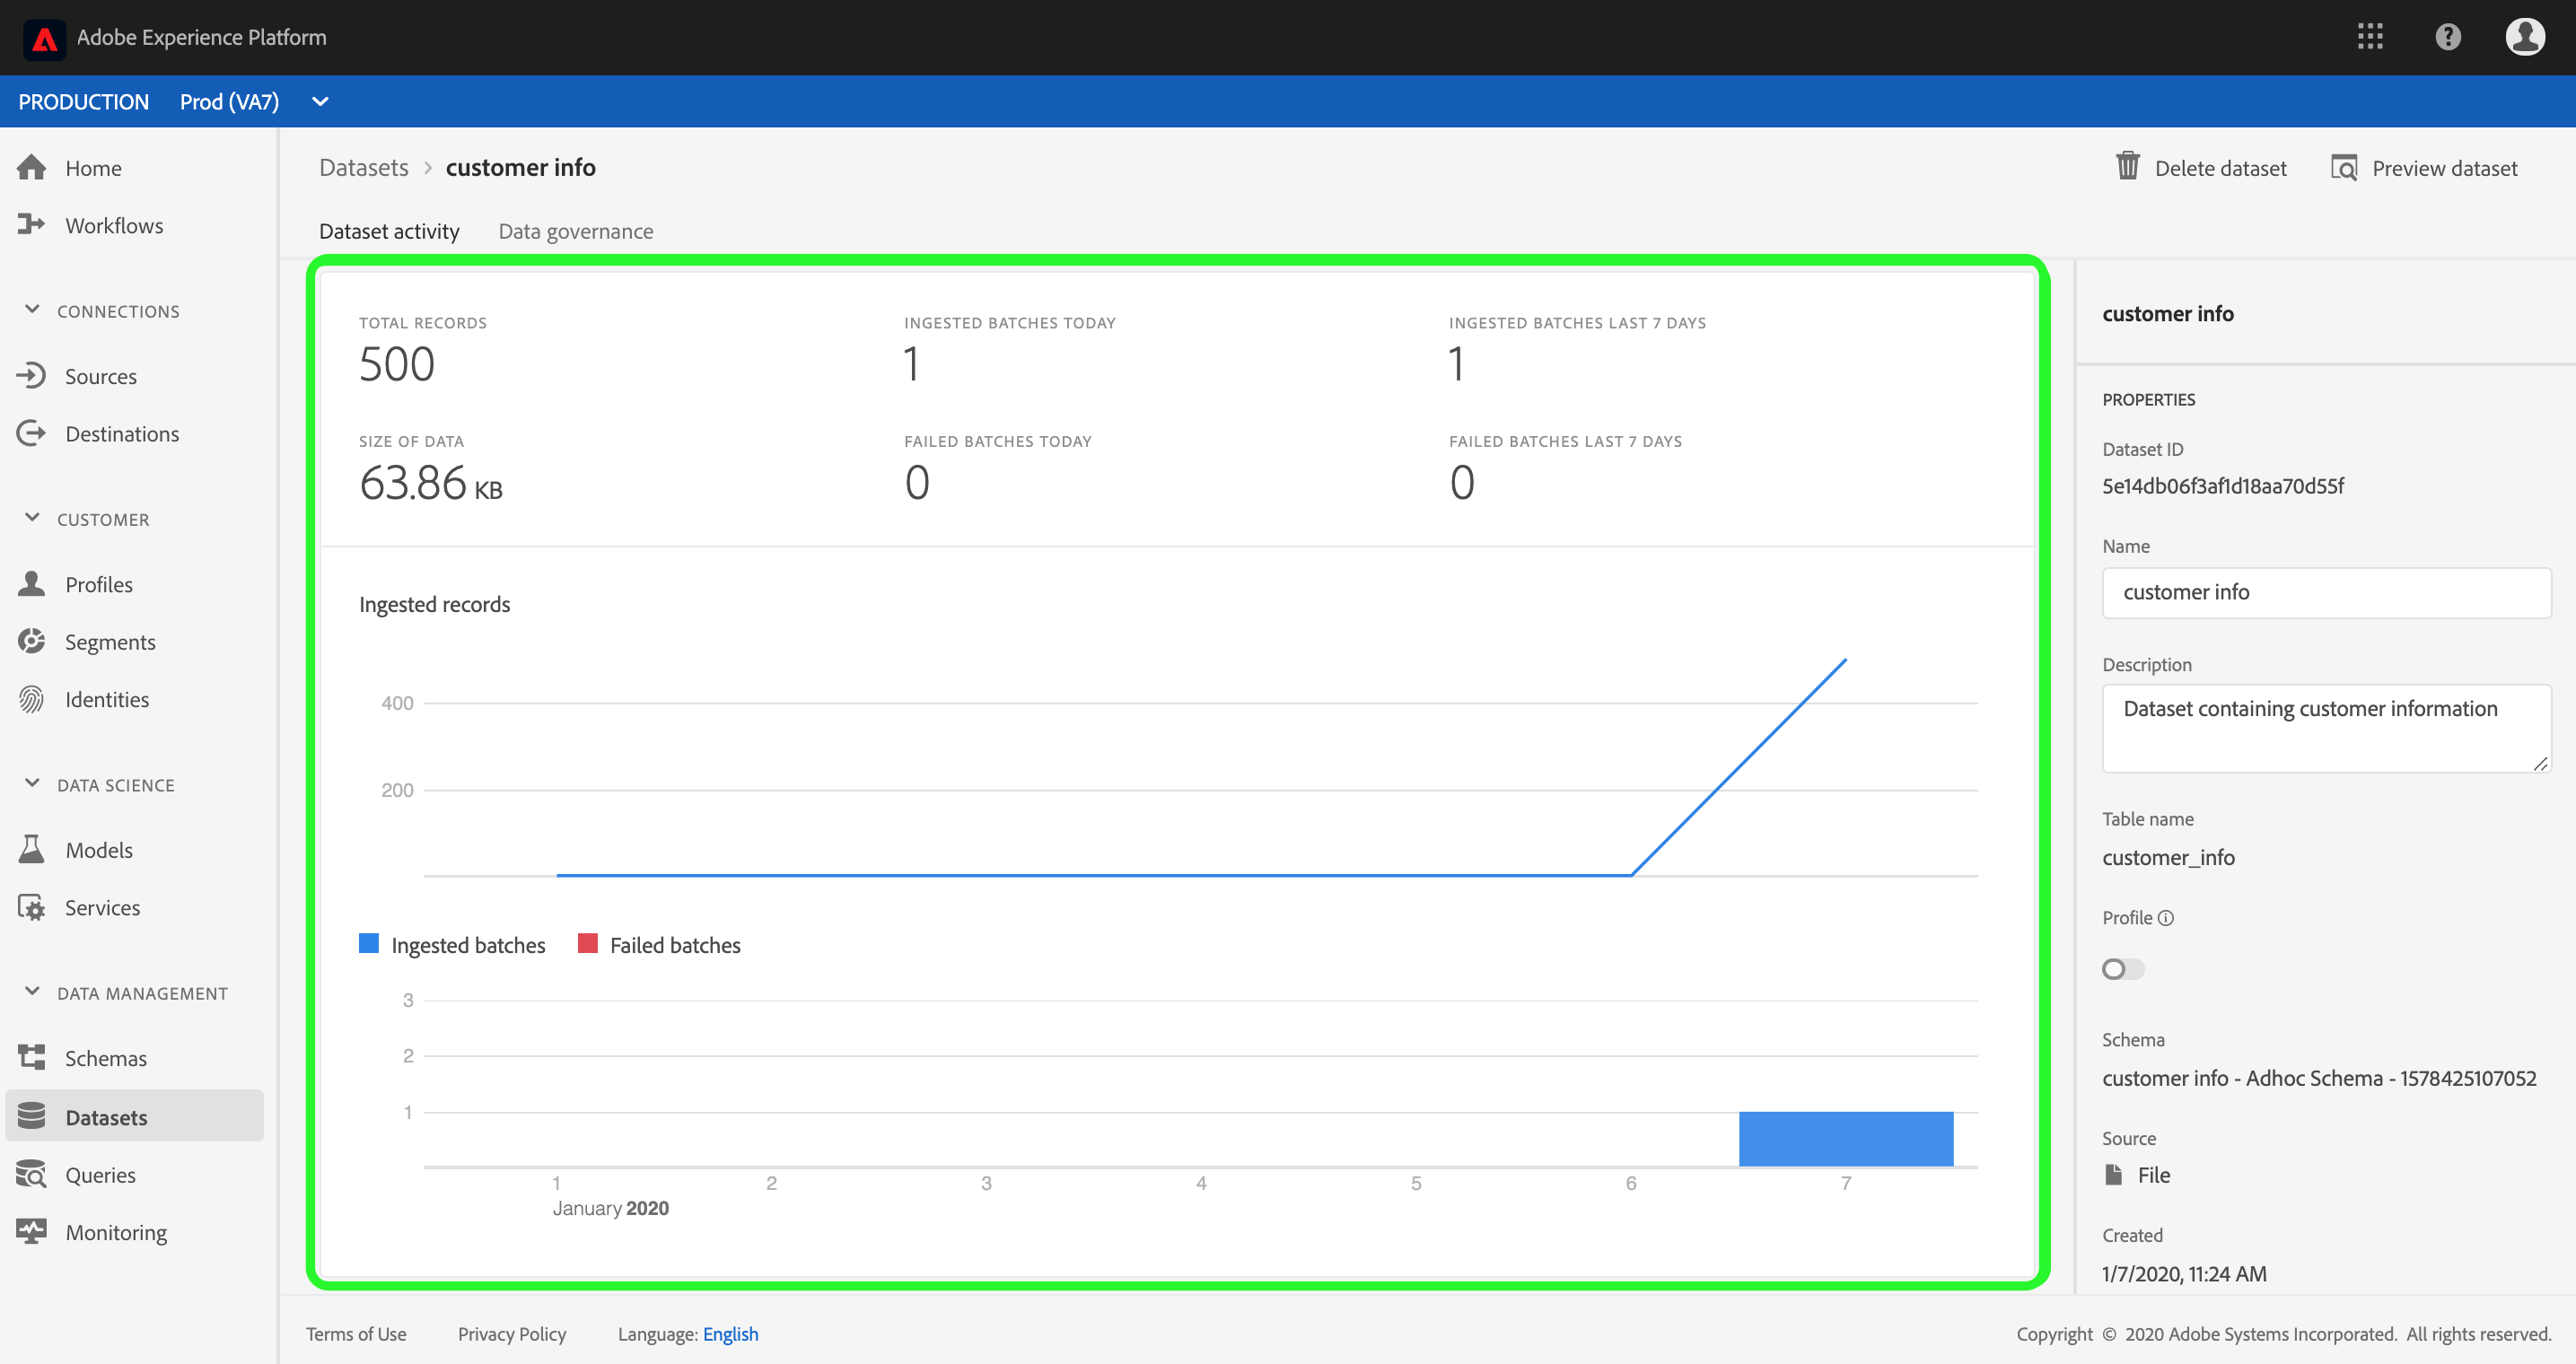 Adobe Experience Platform
PRODUCTION Prod (VA7)
Home
Workflows
CONNECTIONS
Sources
Destinations
CUSTOMER
Profiles
Segments
Identities
DATA SCIENCE
Models
Services
DATA MANAGEMENT
Schemas
Datasets
Queries
Monitoring
Datasets > customer info
Delete dataset
Preview dataset
Dataset activity Data governance
TOTAL RECORDS
500
INGESTED BATCHES TODAY
1
INGESTED BATCHES LAST 7 DAYS
1
SIZE OF DATA
63.86 KB
FAILED BATCHES TODAY
0
FAILED BATCHES LAST 7 DAYS
0
Ingested records
400
200
Ingested batches Failed batches
3
2
1
1 2 3 4 5 6 7
January 2020
customer info
PROPERTIES
Dataset ID
5e14db06f3af1d18aa70d55f
Name
customer info
Description
Dataset containing customer information
Table name
customer_info
Profile
Schema
customer info - Adhoc Schema - 1578425107052
Source
File
Created
1/7/2020, 11:24 AM
Terms of Use Privacy Policy Language: English
Copyright © 2020 Adobe Systems Incorporated. All rights reserved.